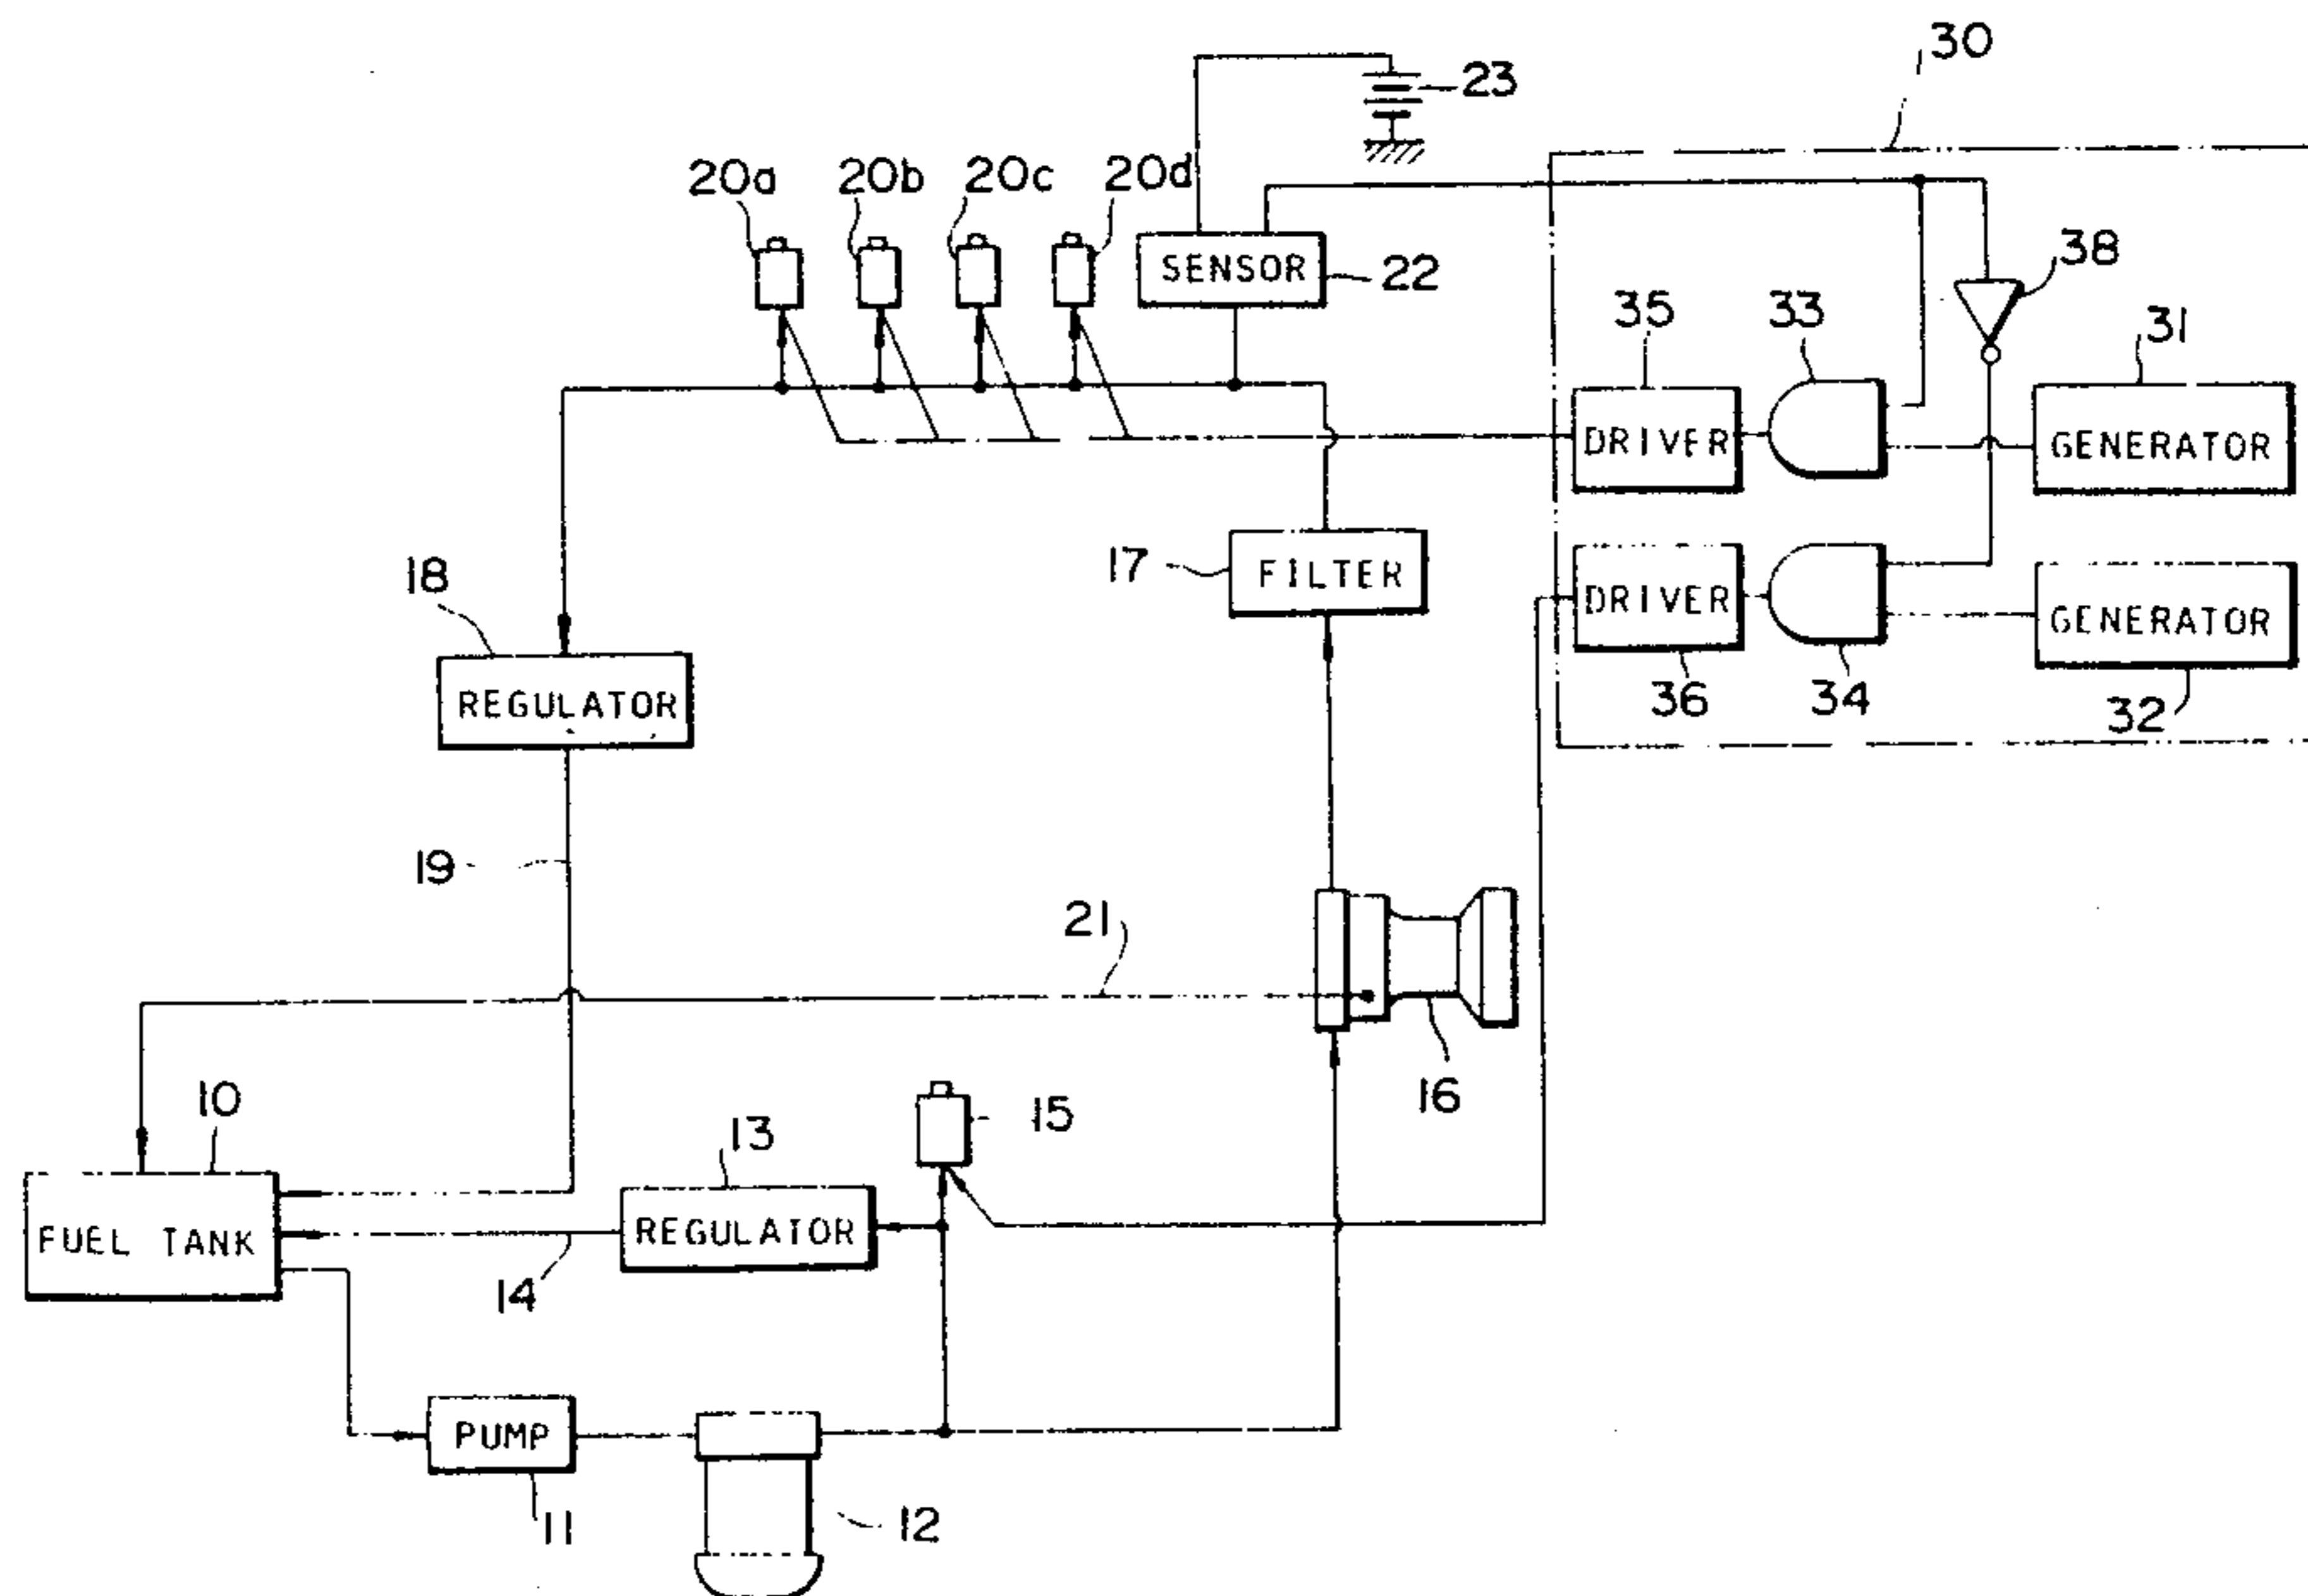 30
23
20a 20b 20c 20d
SENSOR
22
38
35
33
31
DRIVER
GENERATOR
17
FILTER
18
DRIVER
GENERATOR
REGULATOR
36
34
32
19
21
16
10
15
13
FUEL TANK
REGULATOR
14
PUMP
11
12